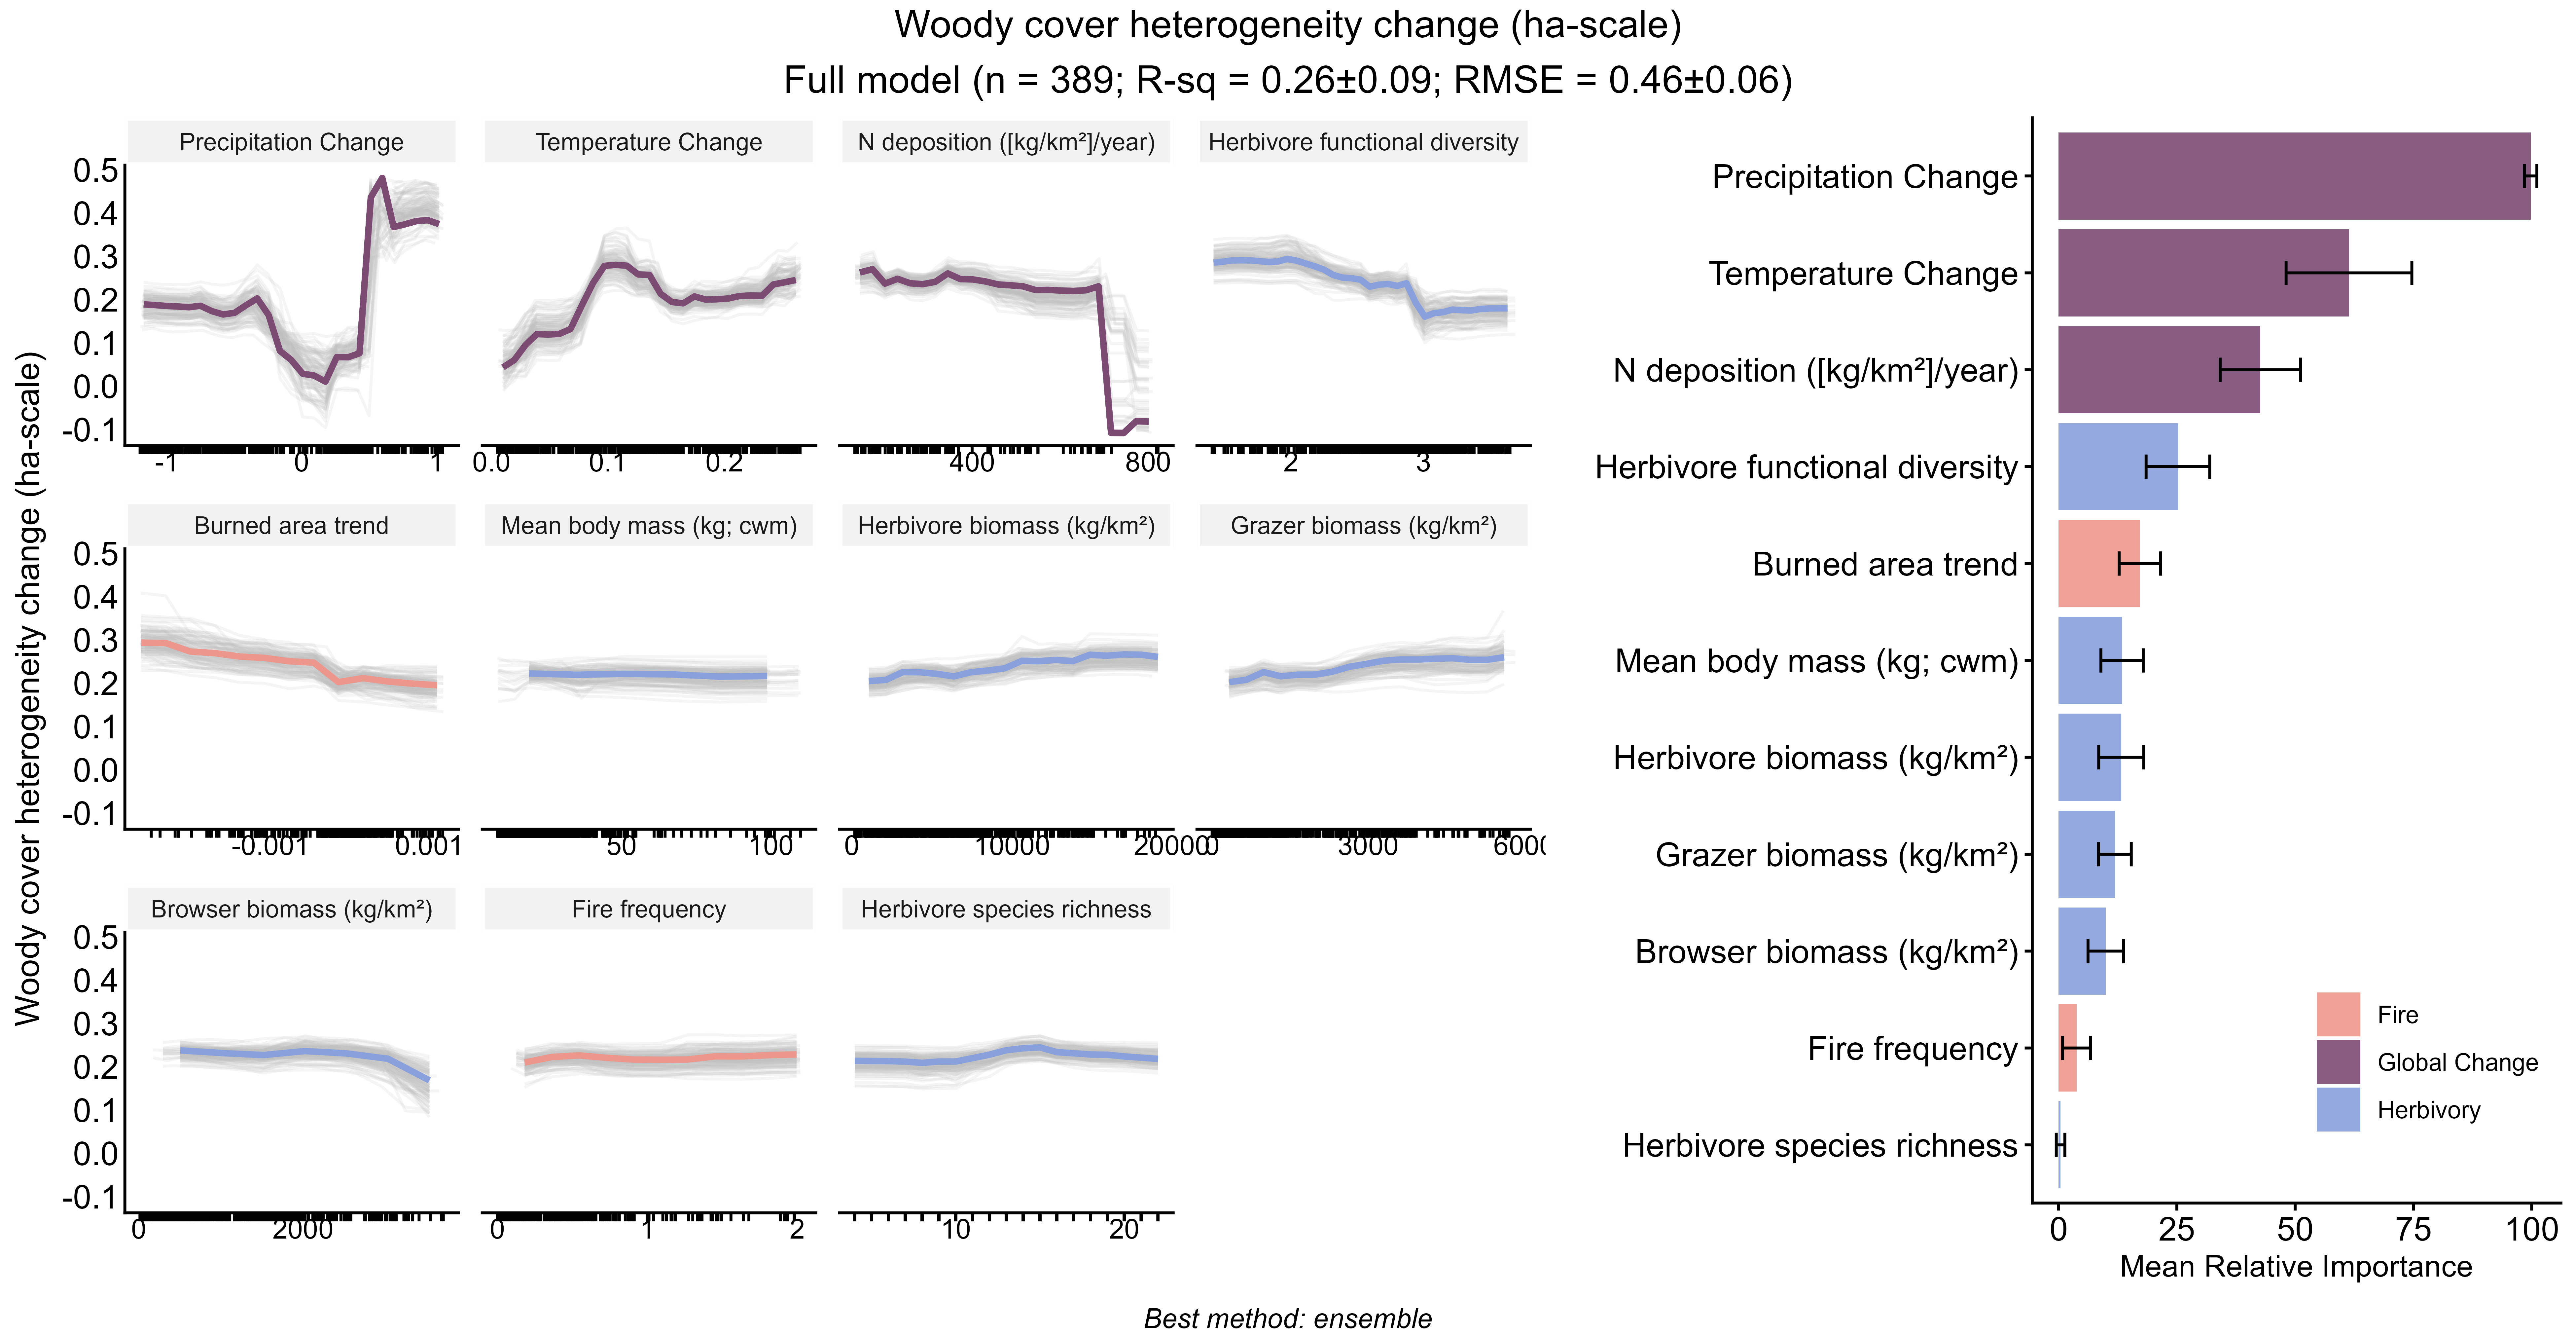 Woody cover heterogeneity change (ha-scale)
Full model (n = 389; R-sq = 0.26±0.09; RMSE = 0.46±0.06)
Woody cover heterogeneity change (ha-scale)
Precipitation Change
Temperature Change
N deposition ([kg/km²]/year)
Herbivore functional diversity
0.5
0.4
0.3
0.2
0.1
0.0
-0.1
-1 0 1
0.0 0.1 0.2
400 800
2 3
Burned area trend
Mean body mass (kg; cwm)
Herbivore biomass (kg/km²)
Grazer biomass (kg/km²)
0.5
0.4
0.3
0.2
0.1
0.0
-0.1
-0.001 0.001
50 100
0 10000 20000
0 3000 6000
Browser biomass (kg/km²)
Fire frequency
Herbivore species richness
0.5
0.4
0.3
0.2
0.1
0.0
-0.1
0 2000
0 1 2
10 20
Precipitation Change
Temperature Change
N deposition ([kg/km²]/year)
Herbivore functional diversity
Burned area trend
Mean body mass (kg; cwm)
Herbivore biomass (kg/km²)
Grazer biomass (kg/km²)
Browser biomass (kg/km²)
Fire frequency
Herbivore species richness
Fire
Global Change
Herbivory
0 25 50 75 100
Mean Relative Importance
Best method: ensemble